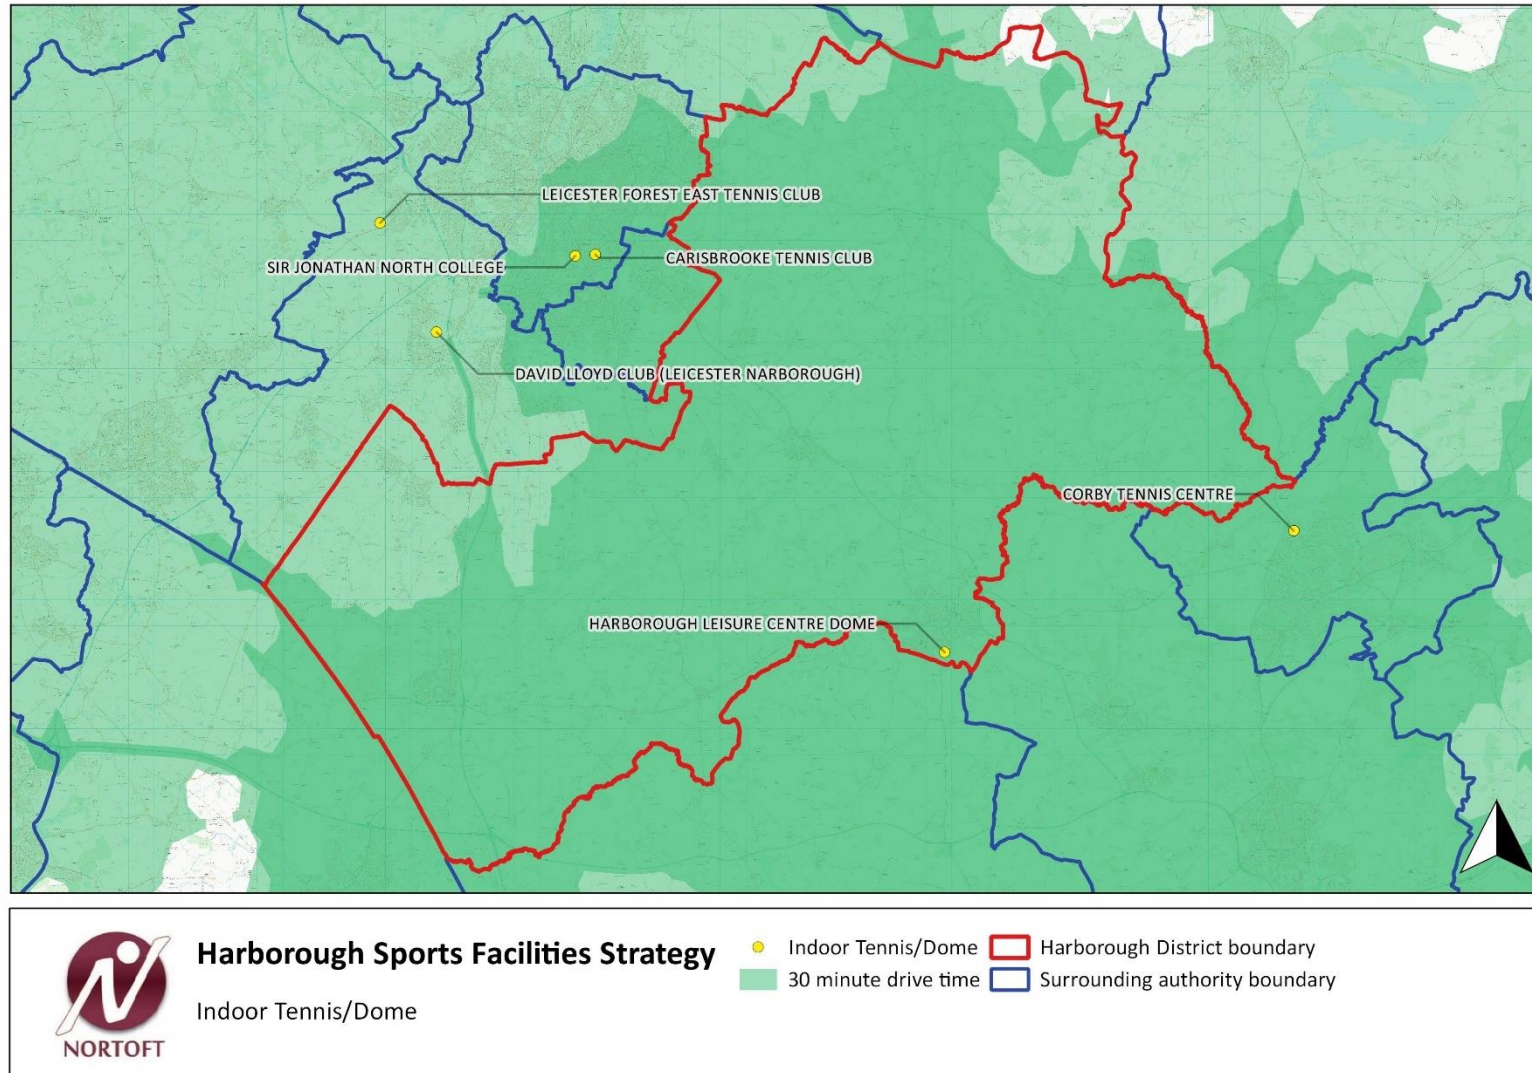 LEICESTER FOREST EAST TENNIS CLUB
SIR JONATHAN NORTH COLLEGE
CARISBROOKE TENNIS CLUB
DAVID LLOYD CLUB (LEICESTER NARBOROUGH)
CORBY TENNIS CENTRE
HARBOROUGH LEISURE CENTRE DOME
NORTOFT
Harborough Sports Facilities Strategy
Indoor Tennis/Dome
Indoor Tennis/Dome
30 minute drive time
Harborough District boundary
Surrounding authority boundary